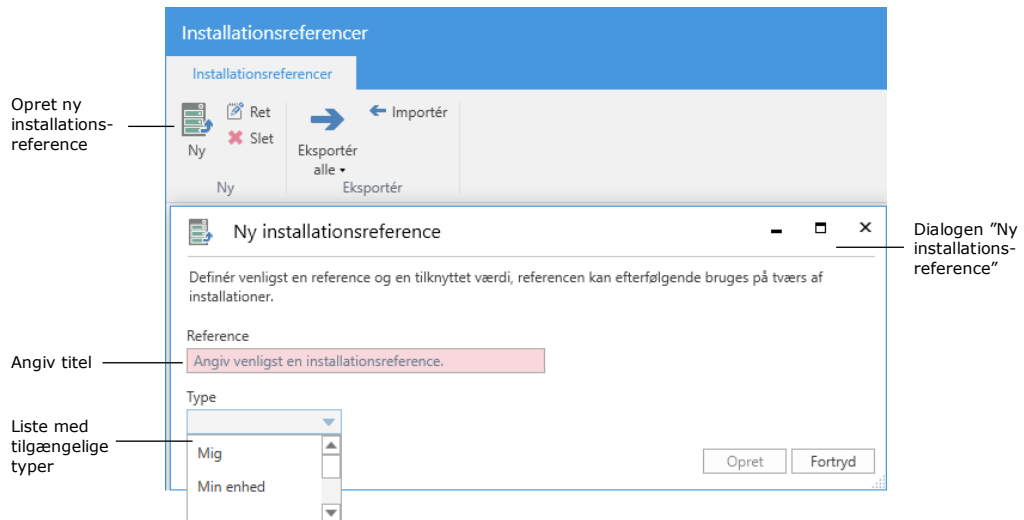 Installationsreferencer
Installationsreferencer
Opret ny
installations-
reference
Ny
Ret
Slet
Ny
Eksportér
alle
Importér
Eksportér
Ny installationsreference
Dialogen ”Ny
installations-
reference”
Definér venligst en reference og en tilknyttet værdi, referencen kan efterfølgende bruges på tværs af
installationer.
Reference
Angiv titel
Angiv venligst en installationsreference.
Type
Liste med
tilgængelige
typer
Mig
Min enhed
Opret
Fortryd